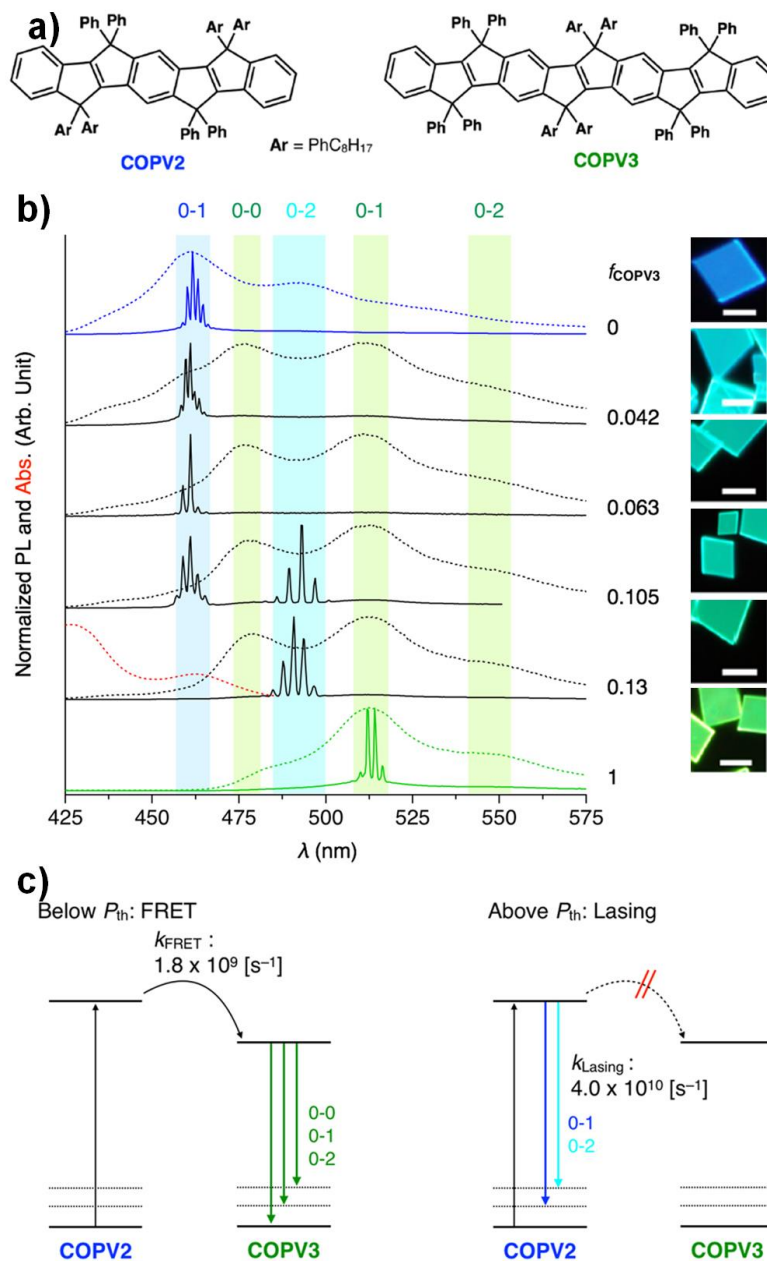 a)
Ph Ph Ar Ar
Ar Ar Ph Ph
COPV2
Ar = PhC8H17
Ph Ph Ar Ar Ph Ph
Ph Ph Ar Ar Ph Ph
COPV3
b)
0-1 0-0 0-2 0-1 0-2
Normalized PL and Abs. (Arb. Unit)
fCOPV3
0
0.042
0.063
0.105
0.13
1
425 450 475 500 525 550 575
λ (nm)
c)
Below Pth: FRET
kFRET :
1.8 x 10⁹ [s⁻¹]
0-0
0-1
0-2
COPV2 COPV3
Above Pth: Lasing
kLasing :
4.0 x 10¹⁰ [s⁻¹]
0-1
0-2
COPV2 COPV3